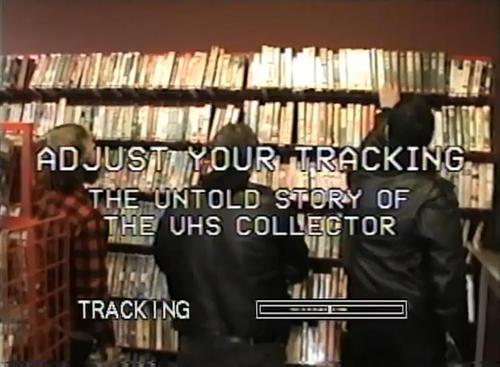 ADJUST YOUR TRACKING
THE UNTOLD STORY OF
THE VHS COLLECTOR
TRACKING